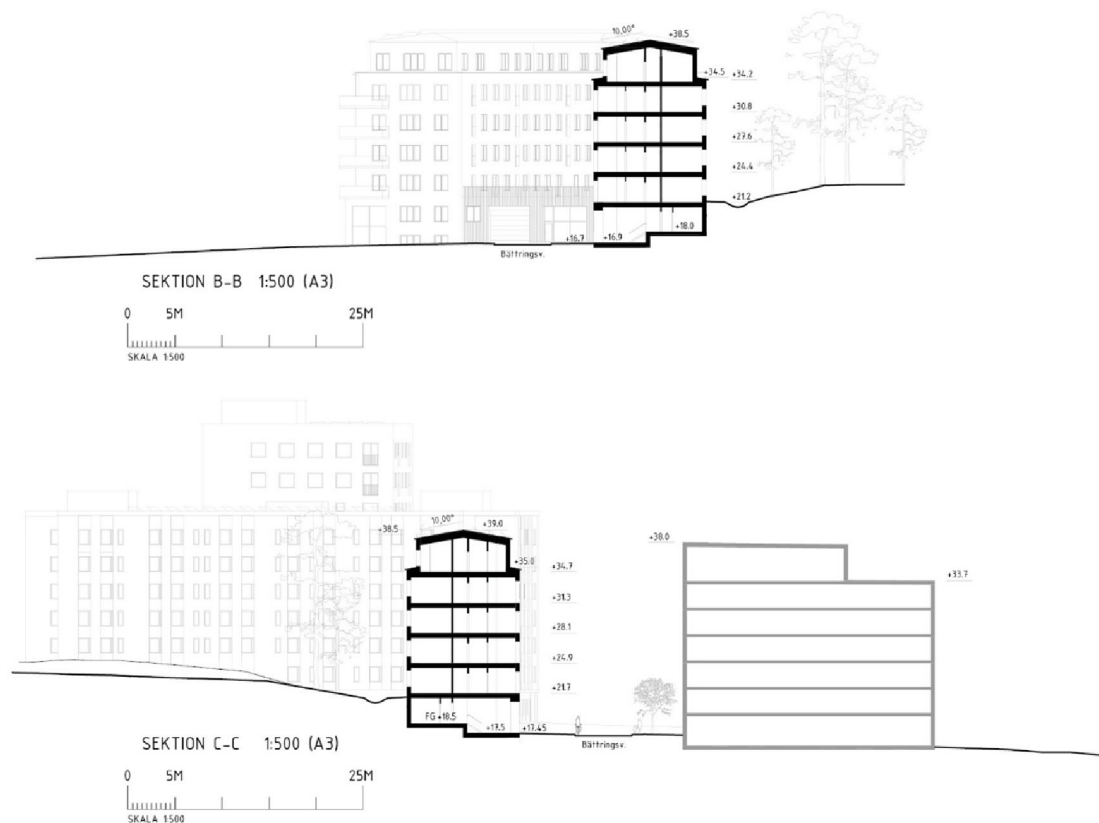 10,00° +38.5
+34.5 +34.2
+30.8
+27.6
+24.4
+21.2
+18.0
+16.7 +16.9
Bättringsv.
SEKTION B-B 1:500 (A3)
0 5M 25M
SKALA 1:500
+38.5 10,00° +39.0
+38.0
+35.0 +34.7
+33.7
+31.3
+28.1
+24.9
+21.7
FG +18.5
+17.5 +17.45
Bättringsv.
SEKTION C-C 1:500 (A3)
0 5M 25M
SKALA 1:500